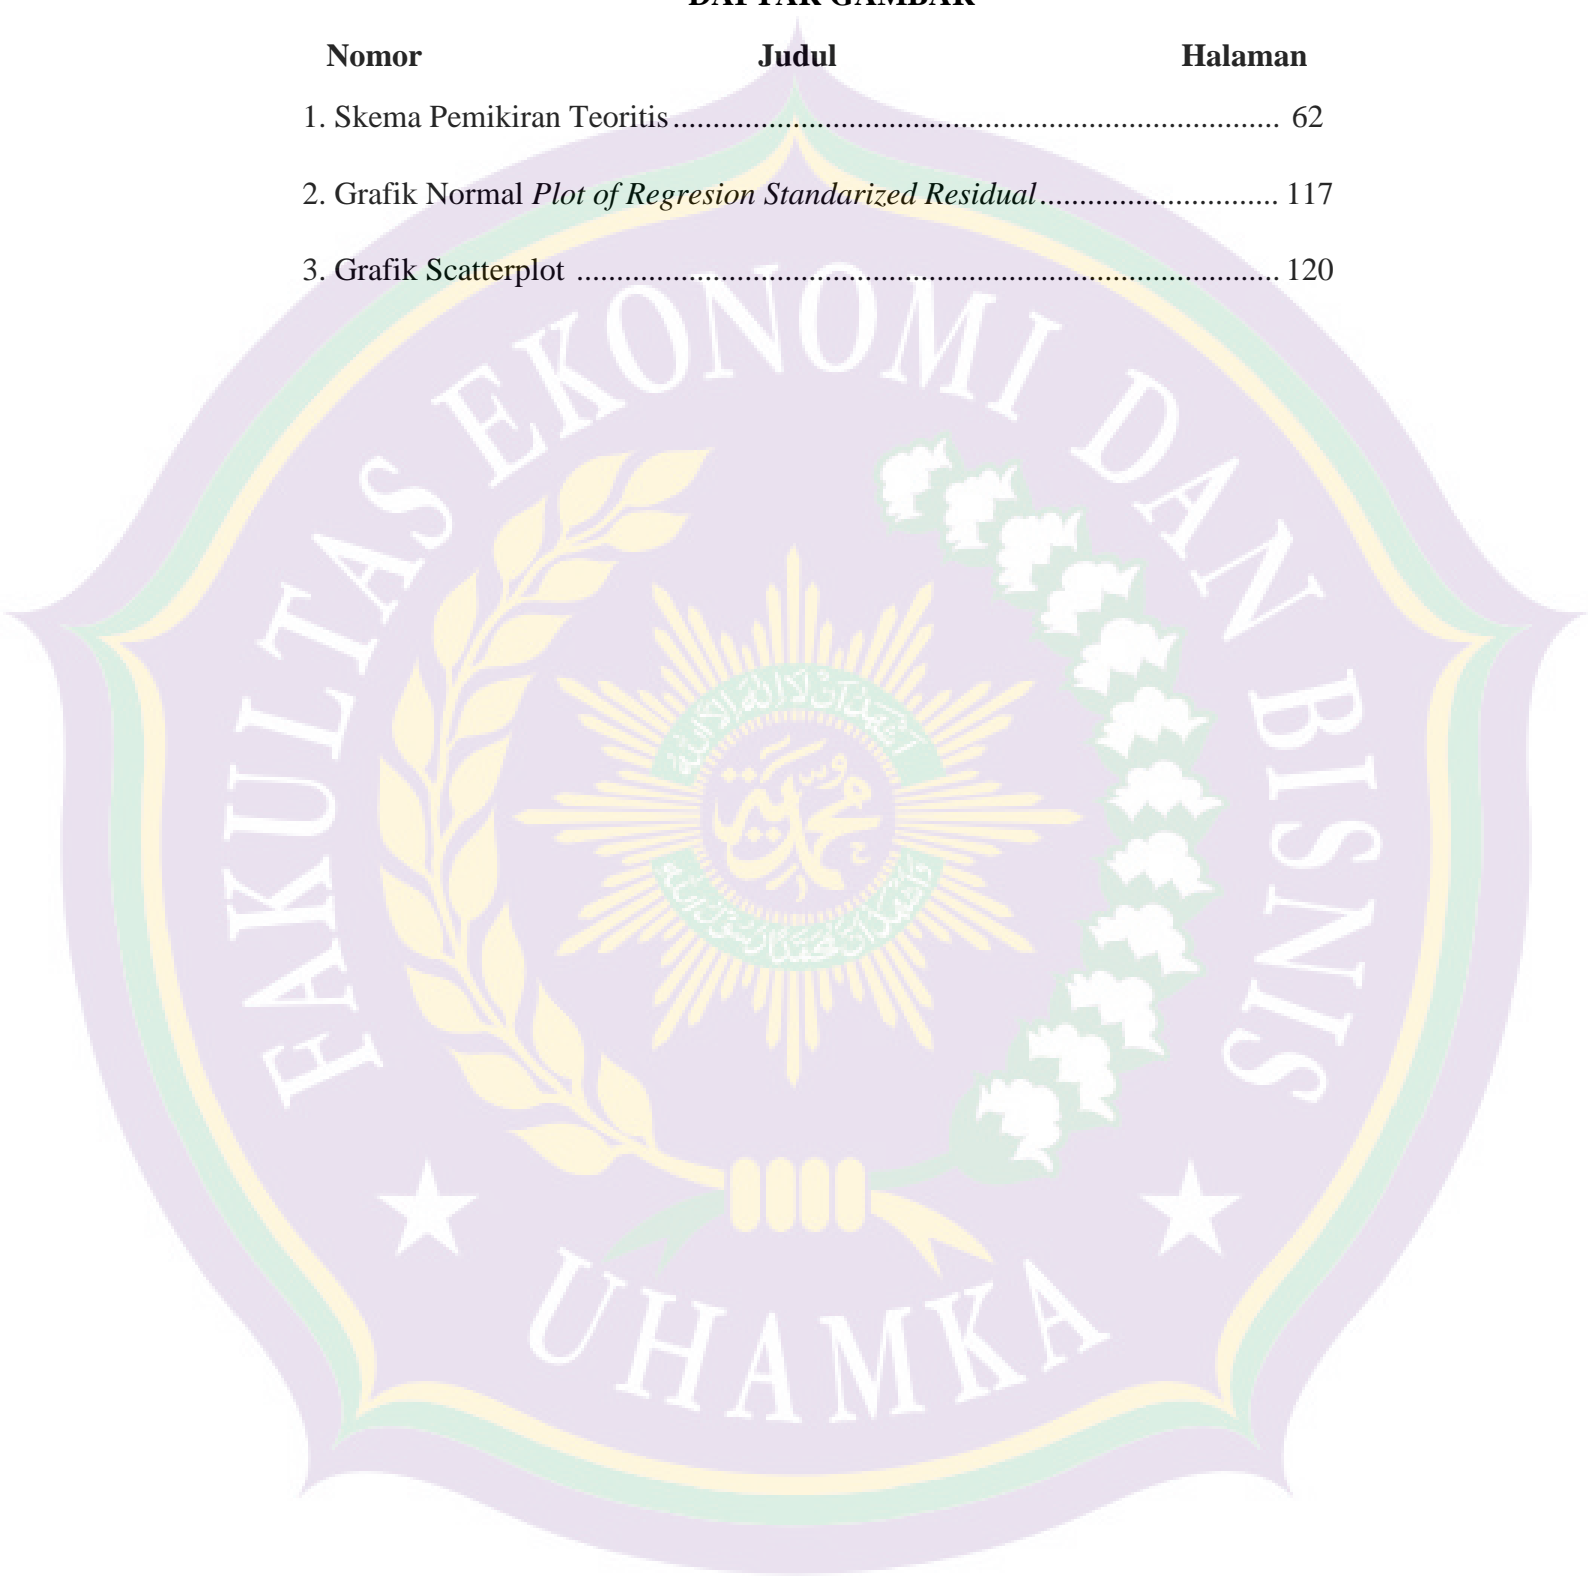 DAFTAR GAMBAR
Nomor Judul Halaman
1. Skema Pemikiran Teoritis........................................................................... 62
2. Grafik Normal Plot of Regresion Standarized Residual............................. 117
3. Grafik Scatterplot ...................................................................................... 120
FAKULTAS EKONOMI DAN BISNIS
محمدية
UHAMKA